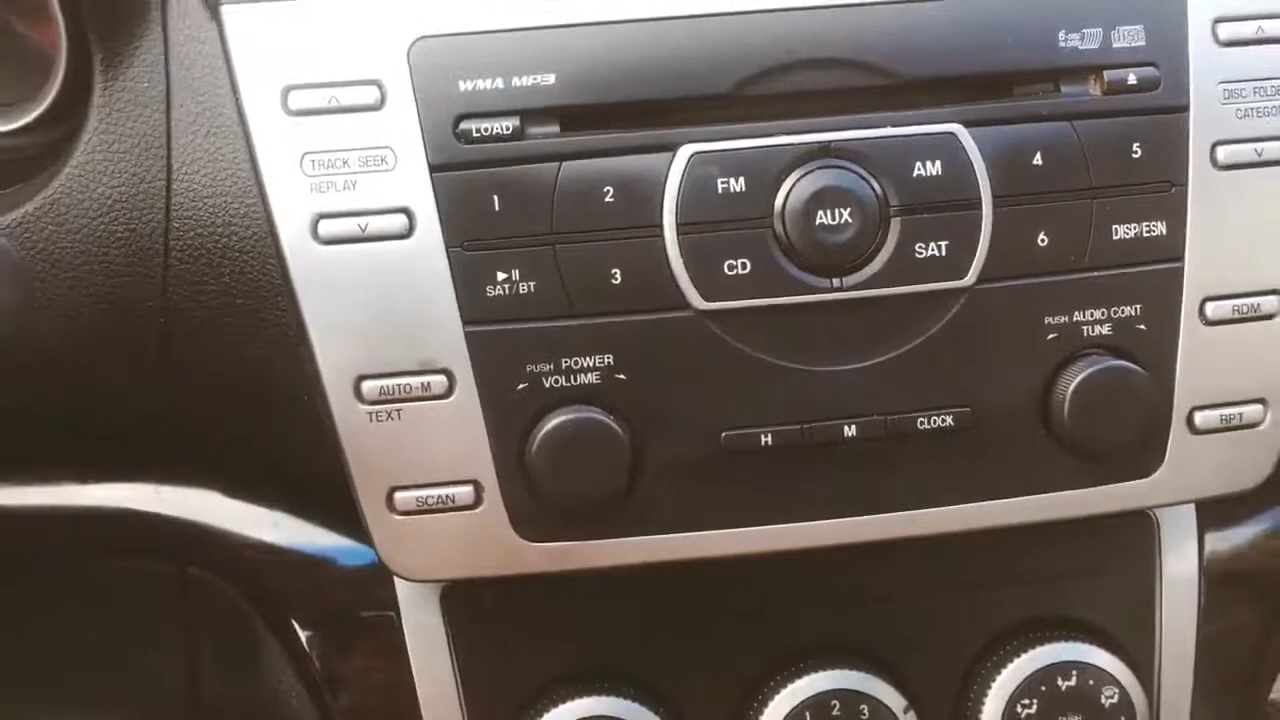 6-DISC
IN DASH
disc
WMA MP3
LOAD
TRACK/SEEK
REPLAY
DISC/FOLDE
CATEGO
1
2
FM
AUX
AM
4
5
SAT/BT
3
CD
SAT
6
DISP/ESN
PUSH POWER
VOLUME
PUSH AUDIO CONT
TUNE
RDM
AUTO-M
TEXT
H
M
CLOCK
RPT
SCAN
1 2 3
PUSH